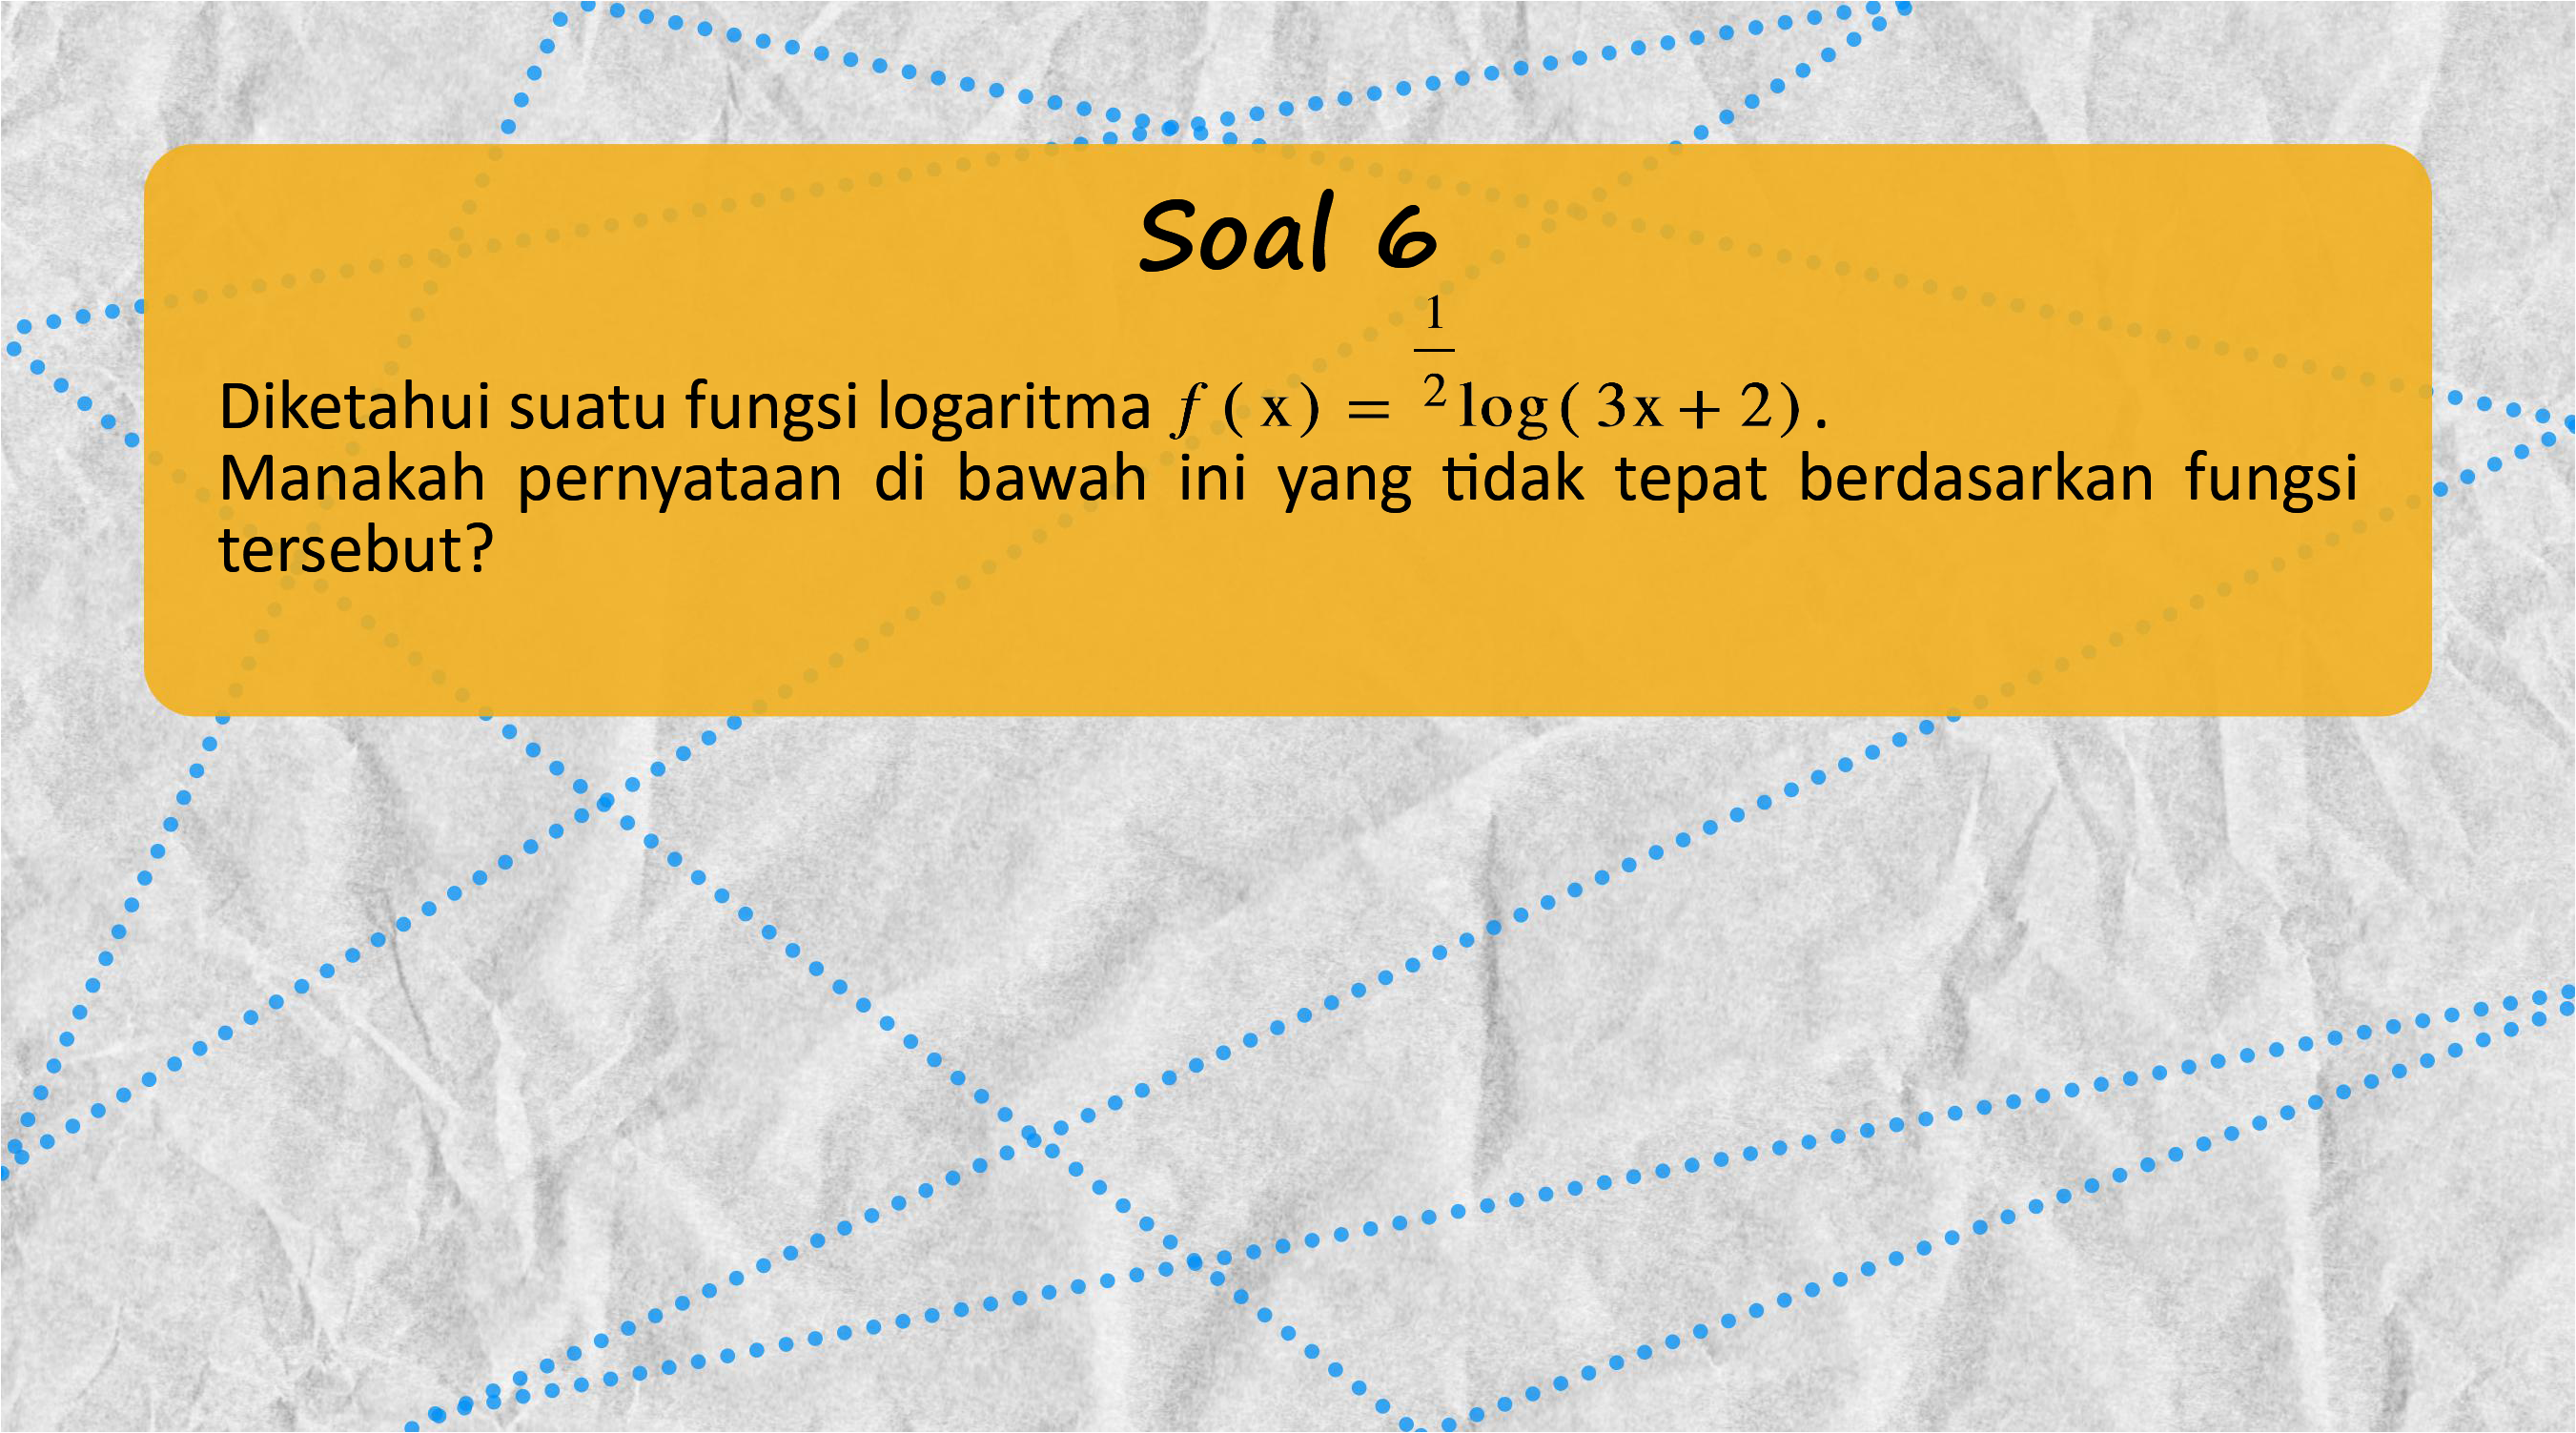 Soal 6
Diketahui suatu fungsi logaritma f(x) = ^{\frac{1}{2}}log(3x+2).
Manakah pernyataan di bawah ini yang tidak tepat berdasarkan fungsi
tersebut?